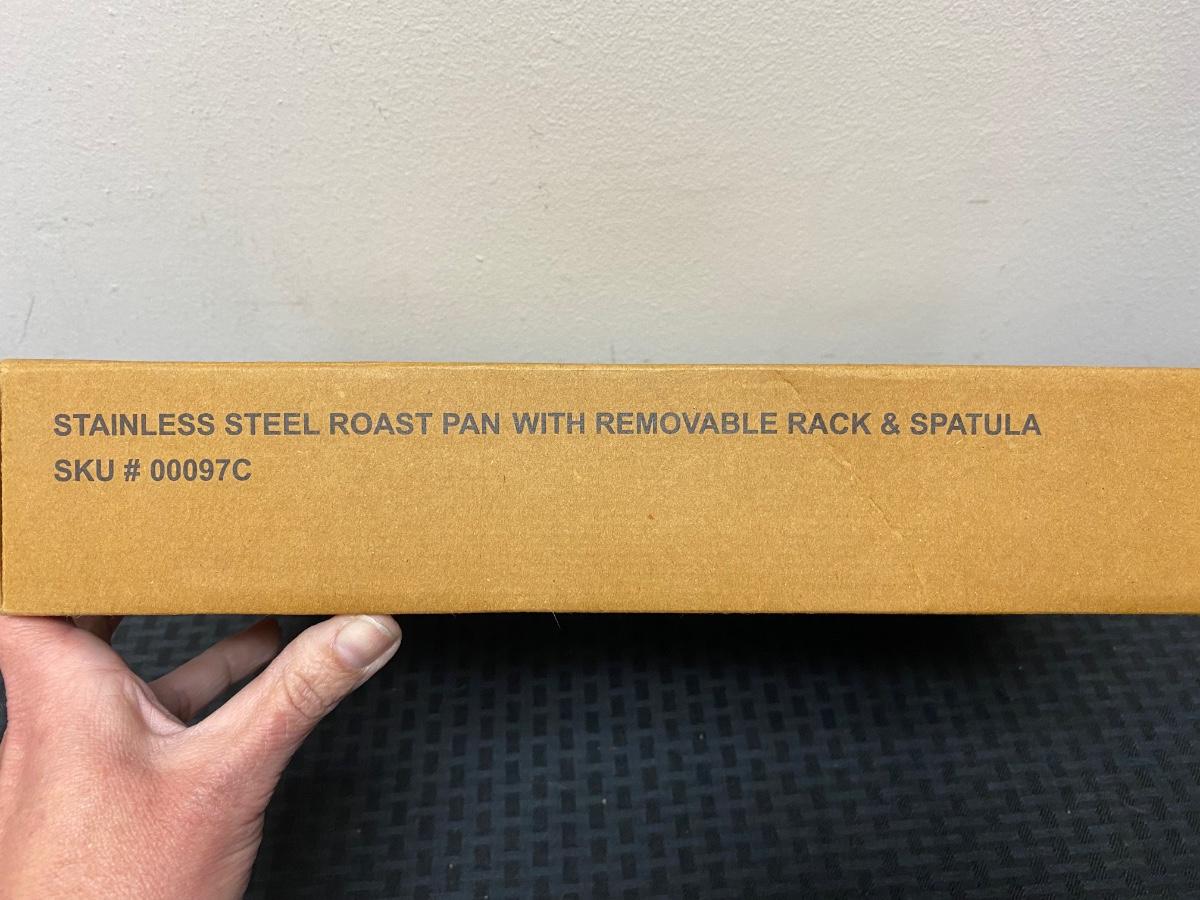 STAINLESS STEEL ROAST PAN WITH REMOVABLE RACK & SPATULA
SKU # 00097C